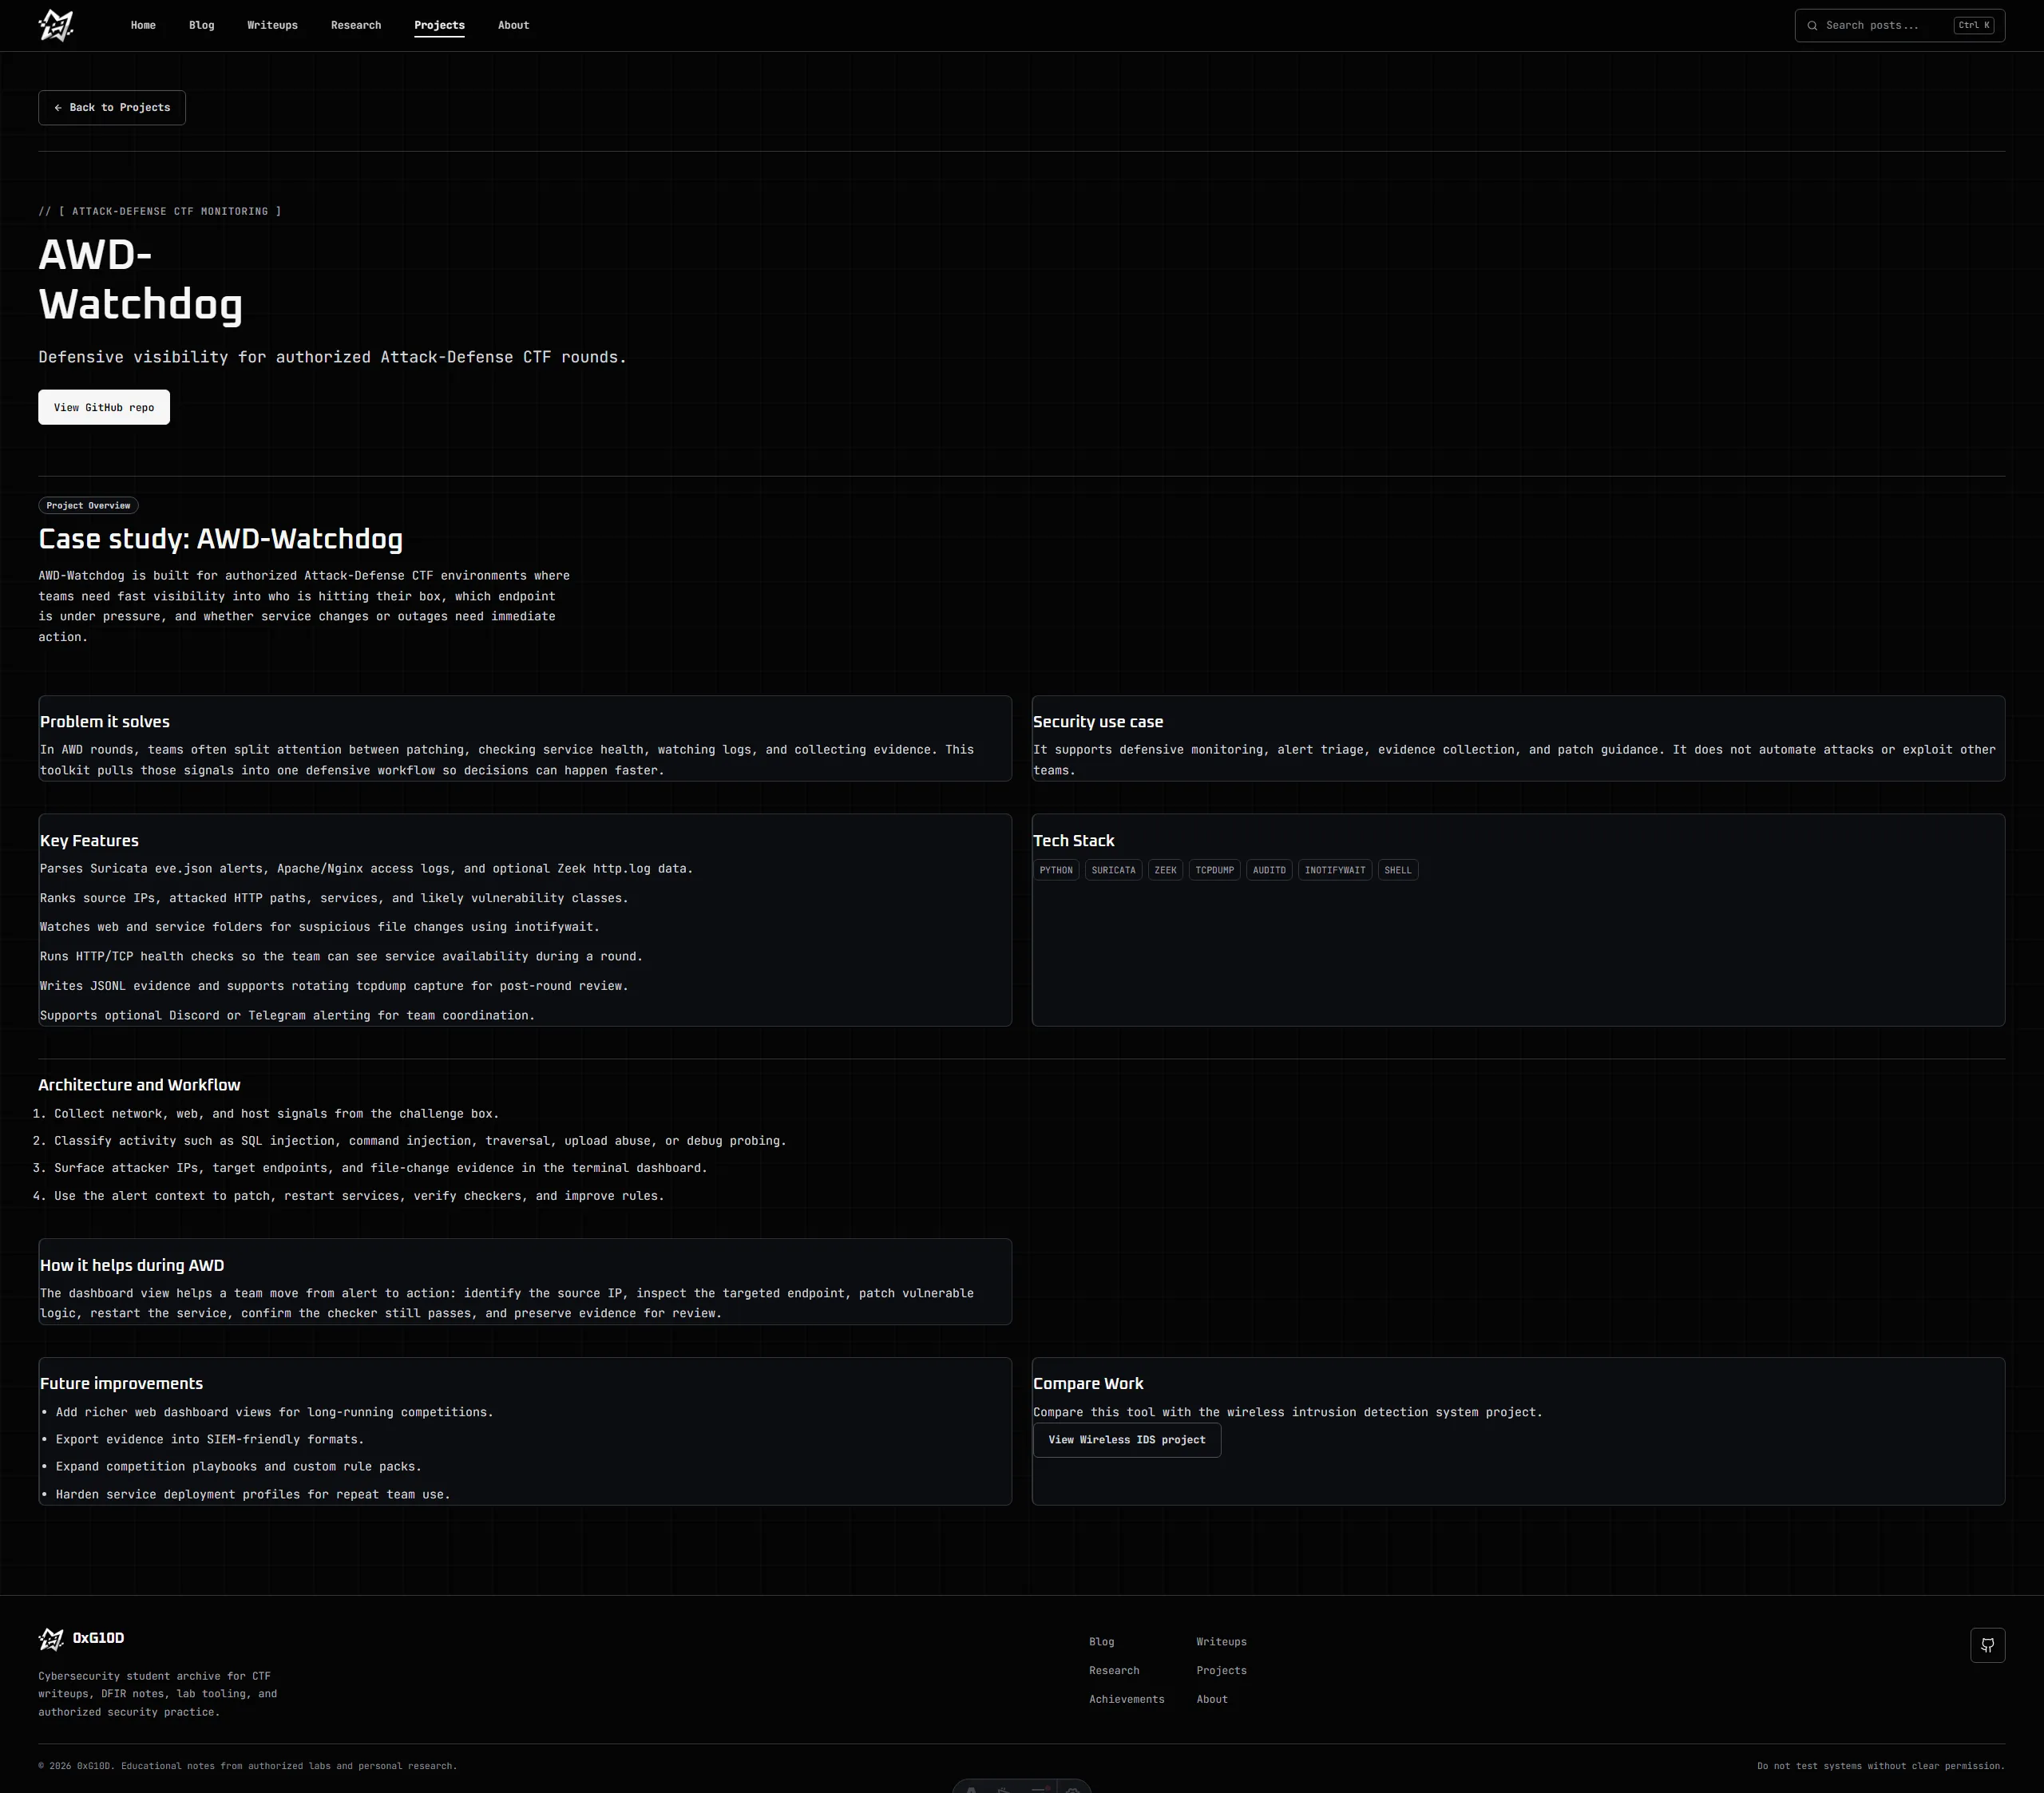 Home Blog Writeups Research Projects About Search posts... Ctrl K
← Back to Projects
// [ ATTACK-DEFENSE CTF MONITORING ]
AWD-
Watchdog
Defensive visibility for authorized Attack-Defense CTF rounds.
View GitHub repo
Project Overview
Case study: AWD-Watchdog
AWD-Watchdog is built for authorized Attack-Defense CTF environments where
teams need fast visibility into who is hitting their box, which endpoint
is under pressure, and whether service changes or outages need immediate
action.
Problem it solves
In AWD rounds, teams often split attention between patching, checking service health, watching logs, and collecting evidence. This
toolkit pulls those signals into one defensive workflow so decisions can happen faster.
Security use case
It supports defensive monitoring, alert triage, evidence collection, and patch guidance. It does not automate attacks or exploit other
teams.
Key Features
Parses Suricata eve.json alerts, Apache/Nginx access logs, and optional Zeek http.log data.
Ranks source IPs, attacked HTTP paths, services, and likely vulnerability classes.
Watches web and service folders for suspicious file changes using inotifywait.
Runs HTTP/TCP health checks so the team can see service availability during a round.
Writes JSONL evidence and supports rotating tcpdump capture for post-round review.
Supports optional Discord or Telegram alerting for team coordination.
Tech Stack
PYTHON SURICATA ZEEK TCPDUMP AUDITD INOTIFYWAIT SHELL
Architecture and Workflow
1. Collect network, web, and host signals from the challenge box.
2. Classify activity such as SQL injection, command injection, traversal, upload abuse, or debug probing.
3. Surface attacker IPs, target endpoints, and file-change evidence in the terminal dashboard.
4. Use the alert context to patch, restart services, verify checkers, and improve rules.
How it helps during AWD
The dashboard view helps a team move from alert to action: identify the source IP, inspect the targeted endpoint, patch vulnerable
logic, restart the service, confirm the checker still passes, and preserve evidence for review.
Future improvements
• Add richer web dashboard views for long-running competitions.
• Export evidence into SIEM-friendly formats.
• Expand competition playbooks and custom rule packs.
• Harden service deployment profiles for repeat team use.
Compare Work
Compare this tool with the wireless intrusion detection system project.
View Wireless IDS project
0xG10D
Cybersecurity student archive for CTF
writeups, DFIR notes, lab tooling, and
authorized security practice.
Blog Writeups
Research Projects
Achievements About
© 2026 0xG10D. Educational notes from authorized labs and personal research.
Do not test systems without clear permission.